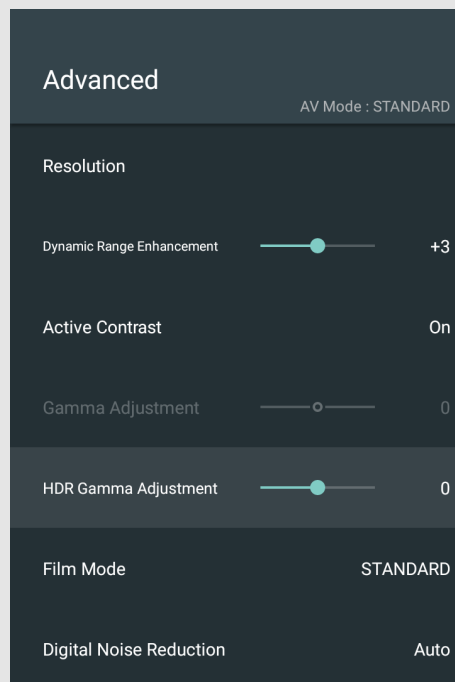 Advanced
AV Mode : STANDARD
Resolution
Dynamic Range Enhancement +3
Active Contrast On
Gamma Adjustment 0
HDR Gamma Adjustment 0
Film Mode STANDARD
Digital Noise Reduction Auto